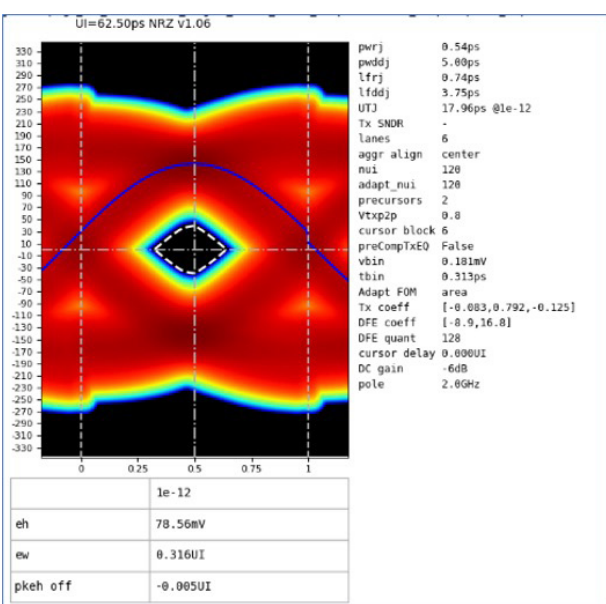 UI=62.50ps NRZ v1.06
330
310
290
270
250
230
210
190
170
150
130
110
90
70
50
30
10
-10
-30
-50
-70
-90
-110
-130
-150
-170
-190
-210
-230
-250
-270
-290
-310
-330
0 0.25 0.5 0.75 1
pwrj 0.54ps
pwddj 5.00ps
lfrj 0.74ps
lfddj 3.75ps
UTJ 17.96ps @1e-12
Tx SNDR -
lanes 6
aggr align center
nui 120
adapt_nui 120
precursors 2
Vtxp2p 0.8
cursor block 6
preCompTxEQ False
vbin 0.181mV
tbin 0.313ps
Adapt FOM area
Tx coeff [-0.083,0.792,-0.125]
DFE coeff [-8.9,16.8]
DFE quant 128
cursor delay 0.000UI
DC gain -6dB
pole 2.0GHz
1e-12
eh 78.56mV
ew 0.316UI
pkeh off -0.005UI